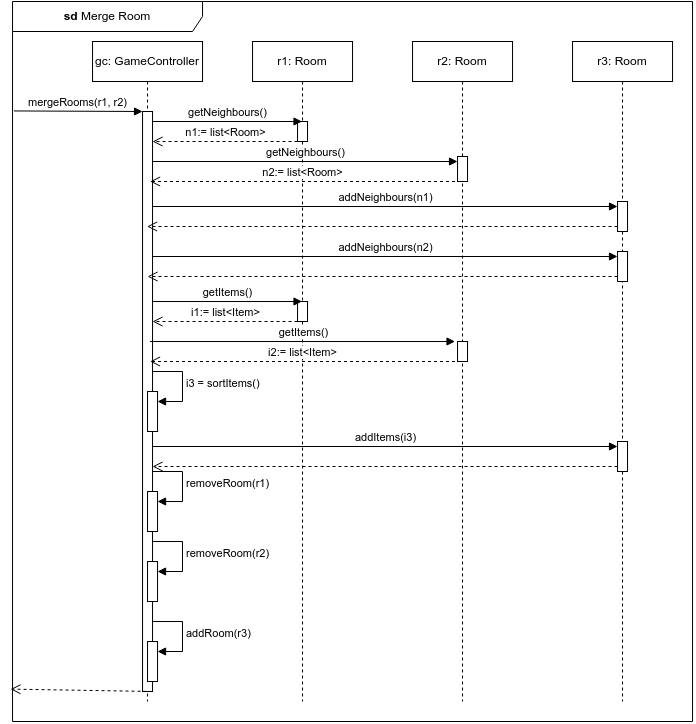 sd Merge Room
gc: GameController
r1: Room
r2: Room
r3: Room
mergeRooms(r1, r2)
getNeighbours()
n1:= list<Room>
getNeighbours()
n2:= list<Room>
addNeighbours(n1)
addNeighbours(n2)
getItems()
i1:= list<Item>
getItems()
i2:= list<Item>
i3 = sortItems()
addItems(i3)
removeRoom(r1)
removeRoom(r2)
addRoom(r3)